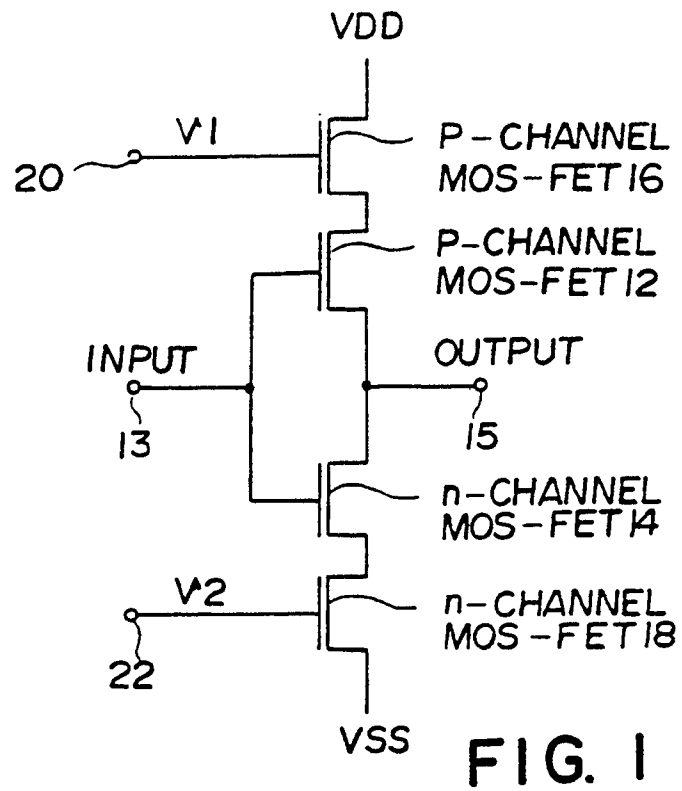 VDD
V1
20
P-CHANNEL
MOS-FET 16
P-CHANNEL
MOS-FET 12
INPUT
13
OUTPUT
15
n-CHANNEL
MOS-FET 14
V2
22
n-CHANNEL
MOS-FET 18
VSS
FIG. 1